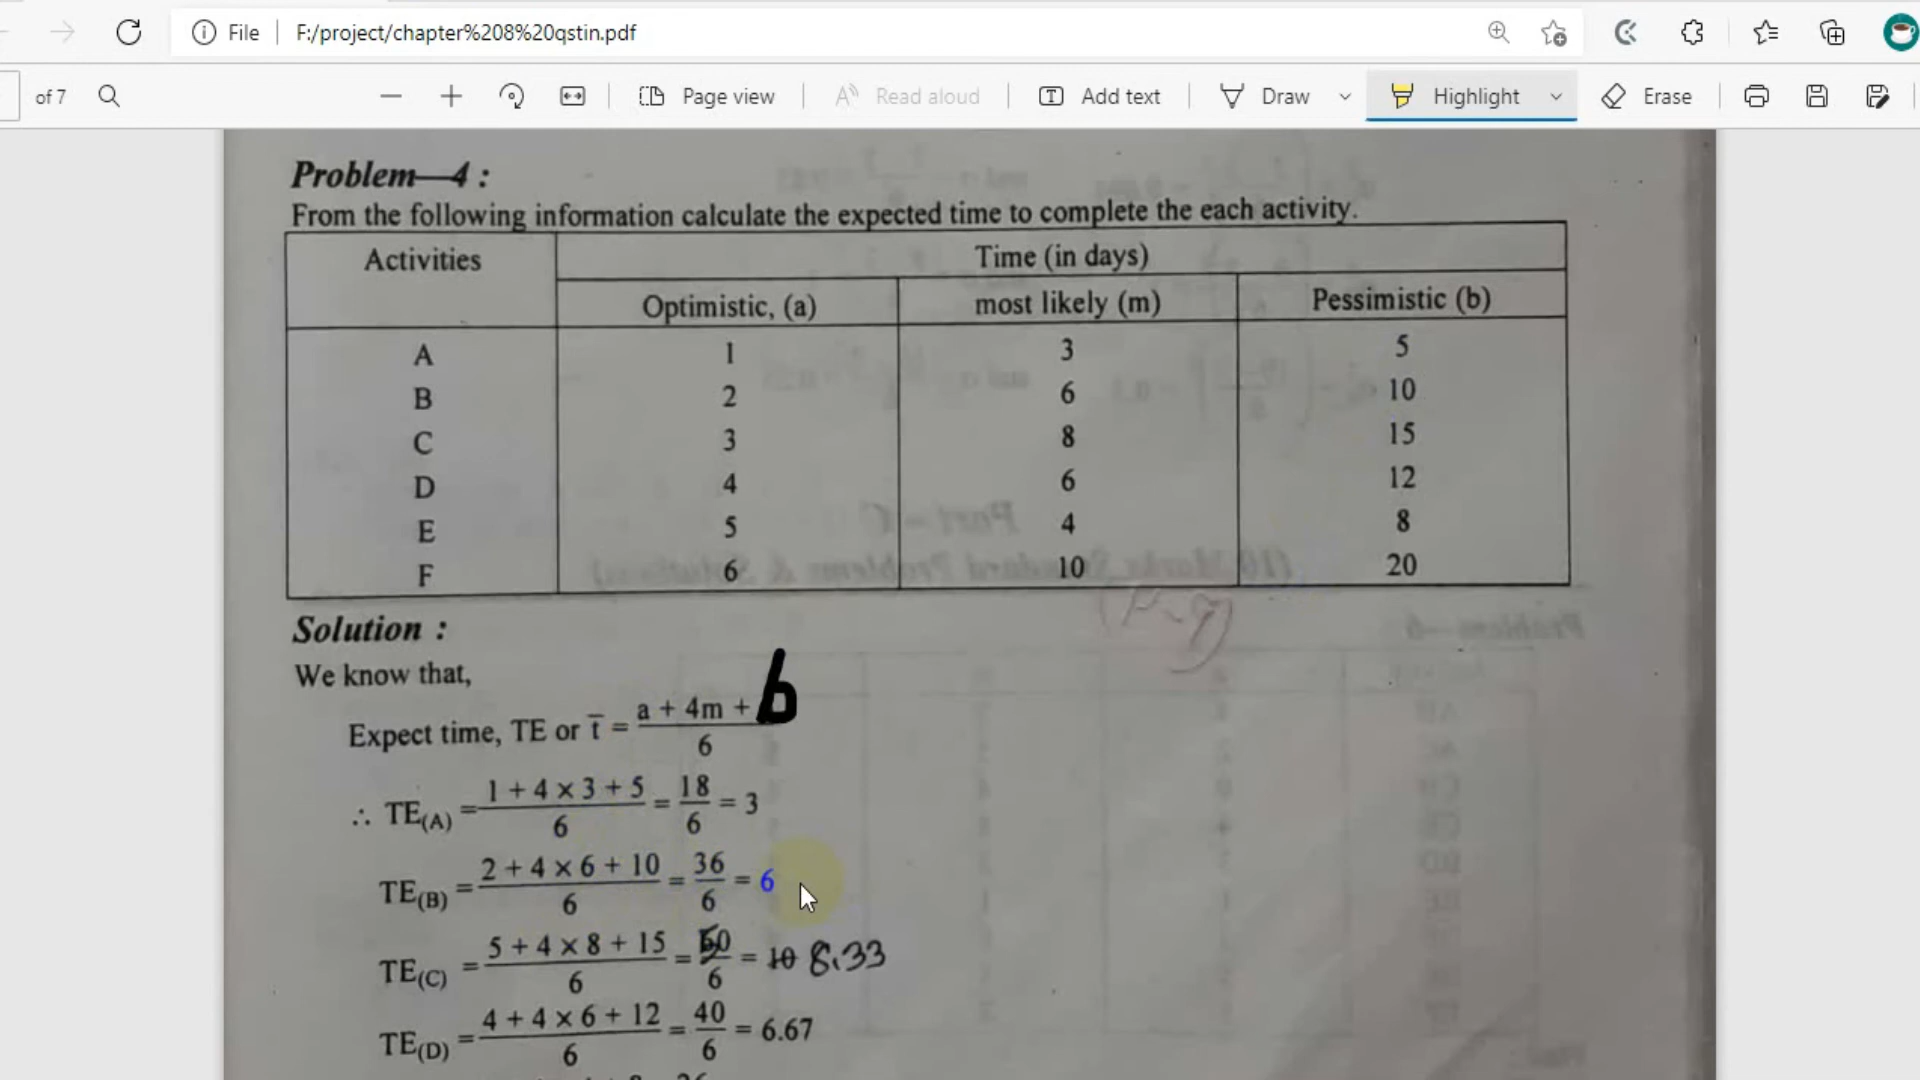 File F:/project/chapter%208%20qstin.pdf
of 7 Page view Read aloud Add text Draw Highlight Erase
Problem—4 :
From the following information calculate the expected time to complete the each activity.
Activities Time (in days)
Optimistic, (a) most likely (m) Pessimistic (b)
A 1 3 5
B 2 6 10
C 3 8 15
D 4 6 12
E 5 4 8
F 6 10 20
Solution :
We know that,
Expect time, TE or t̅ = (a + 4m + b)/6
∴ TE(A) = (1 + 4 × 3 + 5)/6 = 18/6 = 3
TE(B) = (2 + 4 × 6 + 10)/6 = 36/6 = 6
TE(C) = (5 + 4 × 8 + 15)/6 = 50/6 = 10 8.33
TE(D) = (4 + 4 × 6 + 12)/6 = 40/6 = 6.67